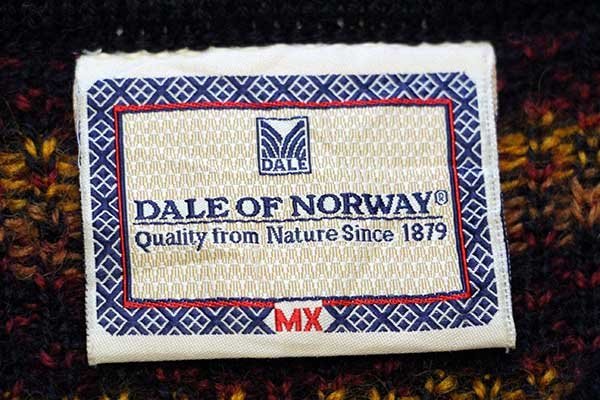 DALE
DALE OF NORWAY®
Quality from Nature Since 1879
MX